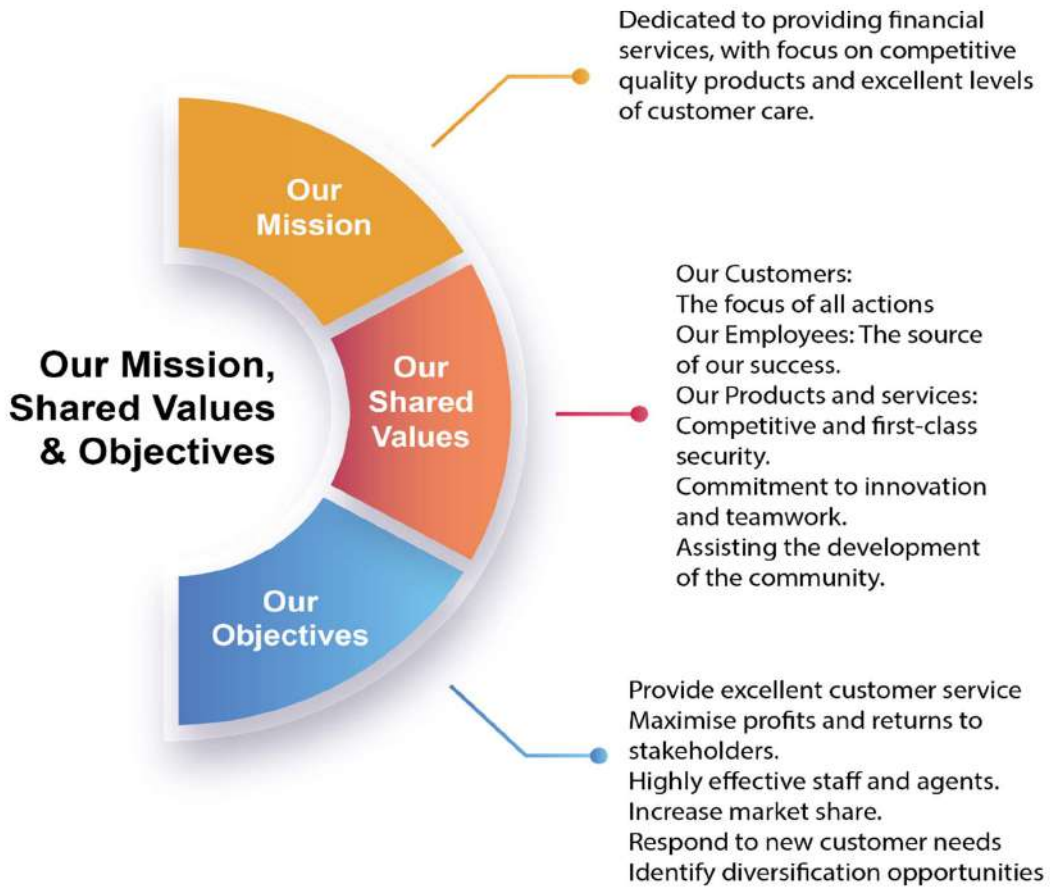 Dedicated to providing financial
services, with focus on competitive
quality products and excellent levels
of customer care.
Our
Mission
Our Mission,
Shared Values
& Objectives
Our
Shared
Values
Our Customers:
The focus of all actions
Our Employees: The source
of our success.
Our Products and services:
Competitive and first-class
security.
Commitment to innovation
and teamwork.
Assisting the development
of the community.
Our
Objectives
Provide excellent customer service
Maximise profits and returns to
stakeholders.
Highly effective staff and agents.
Increase market share.
Respond to new customer needs
Identify diversification opportunities